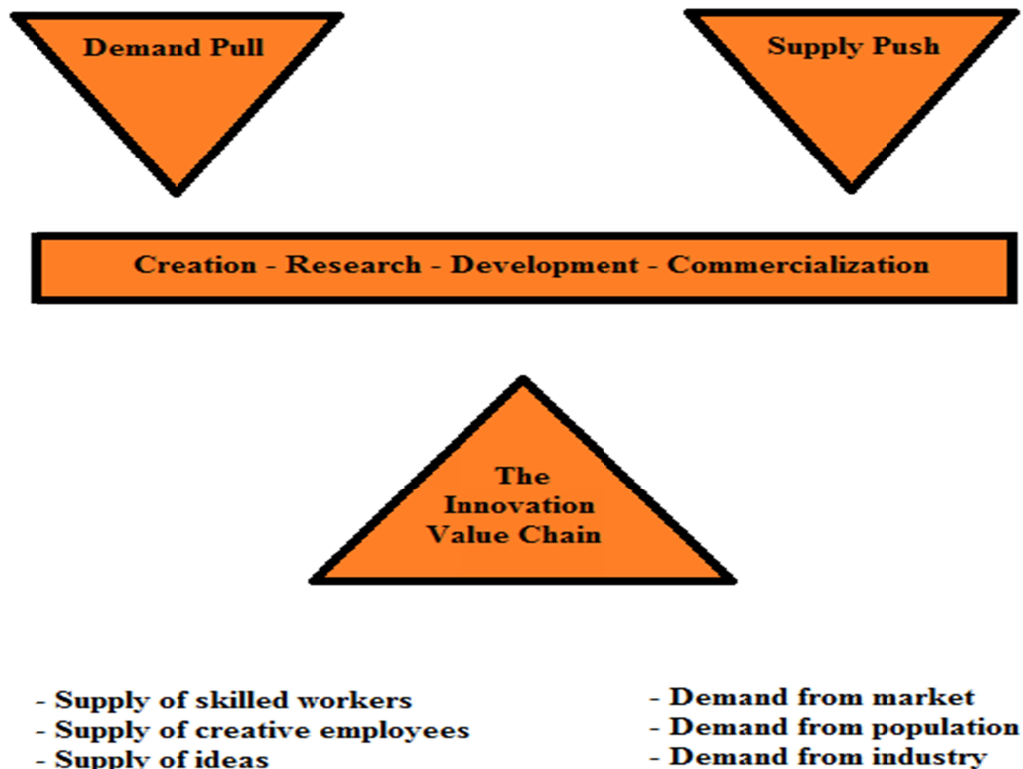 Demand Pull
Supply Push
Creation - Research - Development - Commercialization
The
Innovation
Value Chain
- Supply of skilled workers
- Supply of creative employees
- Supply of ideas
- Demand from market
- Demand from population
- Demand from industry